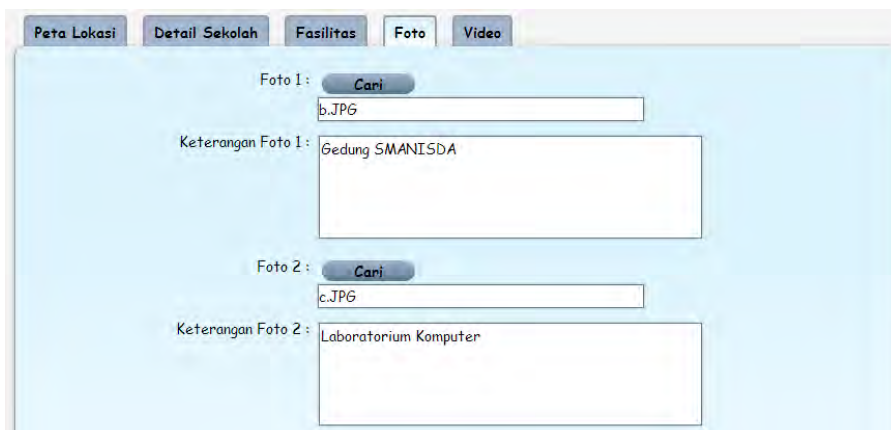 Peta Lokasi Detail Sekolah Fasilitas Foto Video
Foto 1 : Cari
b.JPG
Keterangan Foto 1 : Gedung SMANISDA
Foto 2 : Cari
c.JPG
Keterangan Foto 2 : Laboratorium Komputer